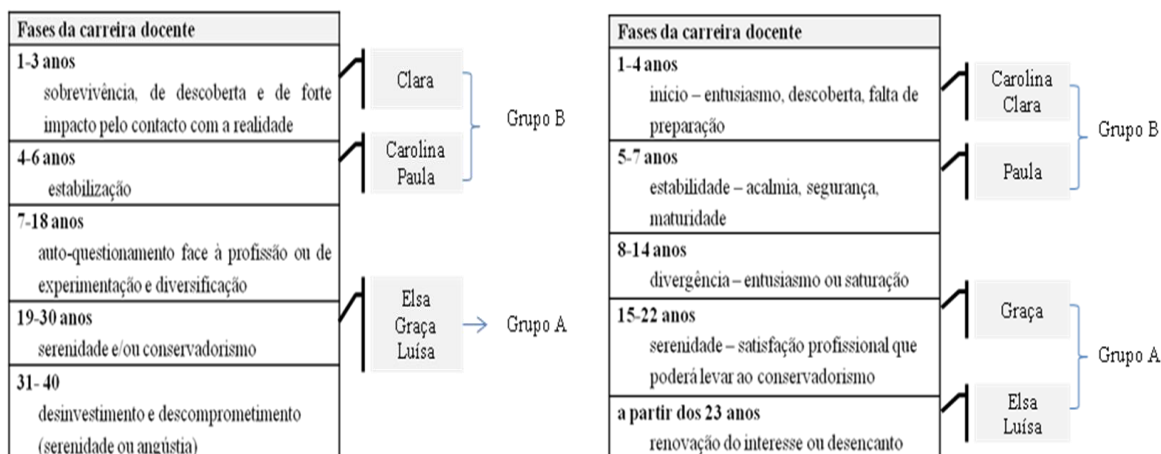 Fases da carreira docente
1-3 anos
sobrevivência, de descoberta e de forte
impacto pelo contacto com a realidade
4-6 anos
estabilização
7-18 anos
auto-questionamento face à profissão ou de
experimentação e diversificação
19-30 anos
serenidade e/ou conservadorismo
31- 40
desinvestimento e descomprometimento
(serenidade ou angústia)
Clara
Carolina
Paula
Grupo B
Elsa
Graça
Luísa
Grupo A
Fases da carreira docente
1-4 anos
início – entusiasmo, descoberta, falta de
preparação
5-7 anos
estabilidade – acalmia, segurança,
maturidade
8-14 anos
divergência – entusiasmo ou saturação
15-22 anos
serenidade – satisfação profissional que
poderá levar ao conservadorismo
a partir dos 23 anos
renovação do interesse ou desencanto
Carolina
Clara
Paula
Grupo B
Graça
Elsa
Luísa
Grupo A